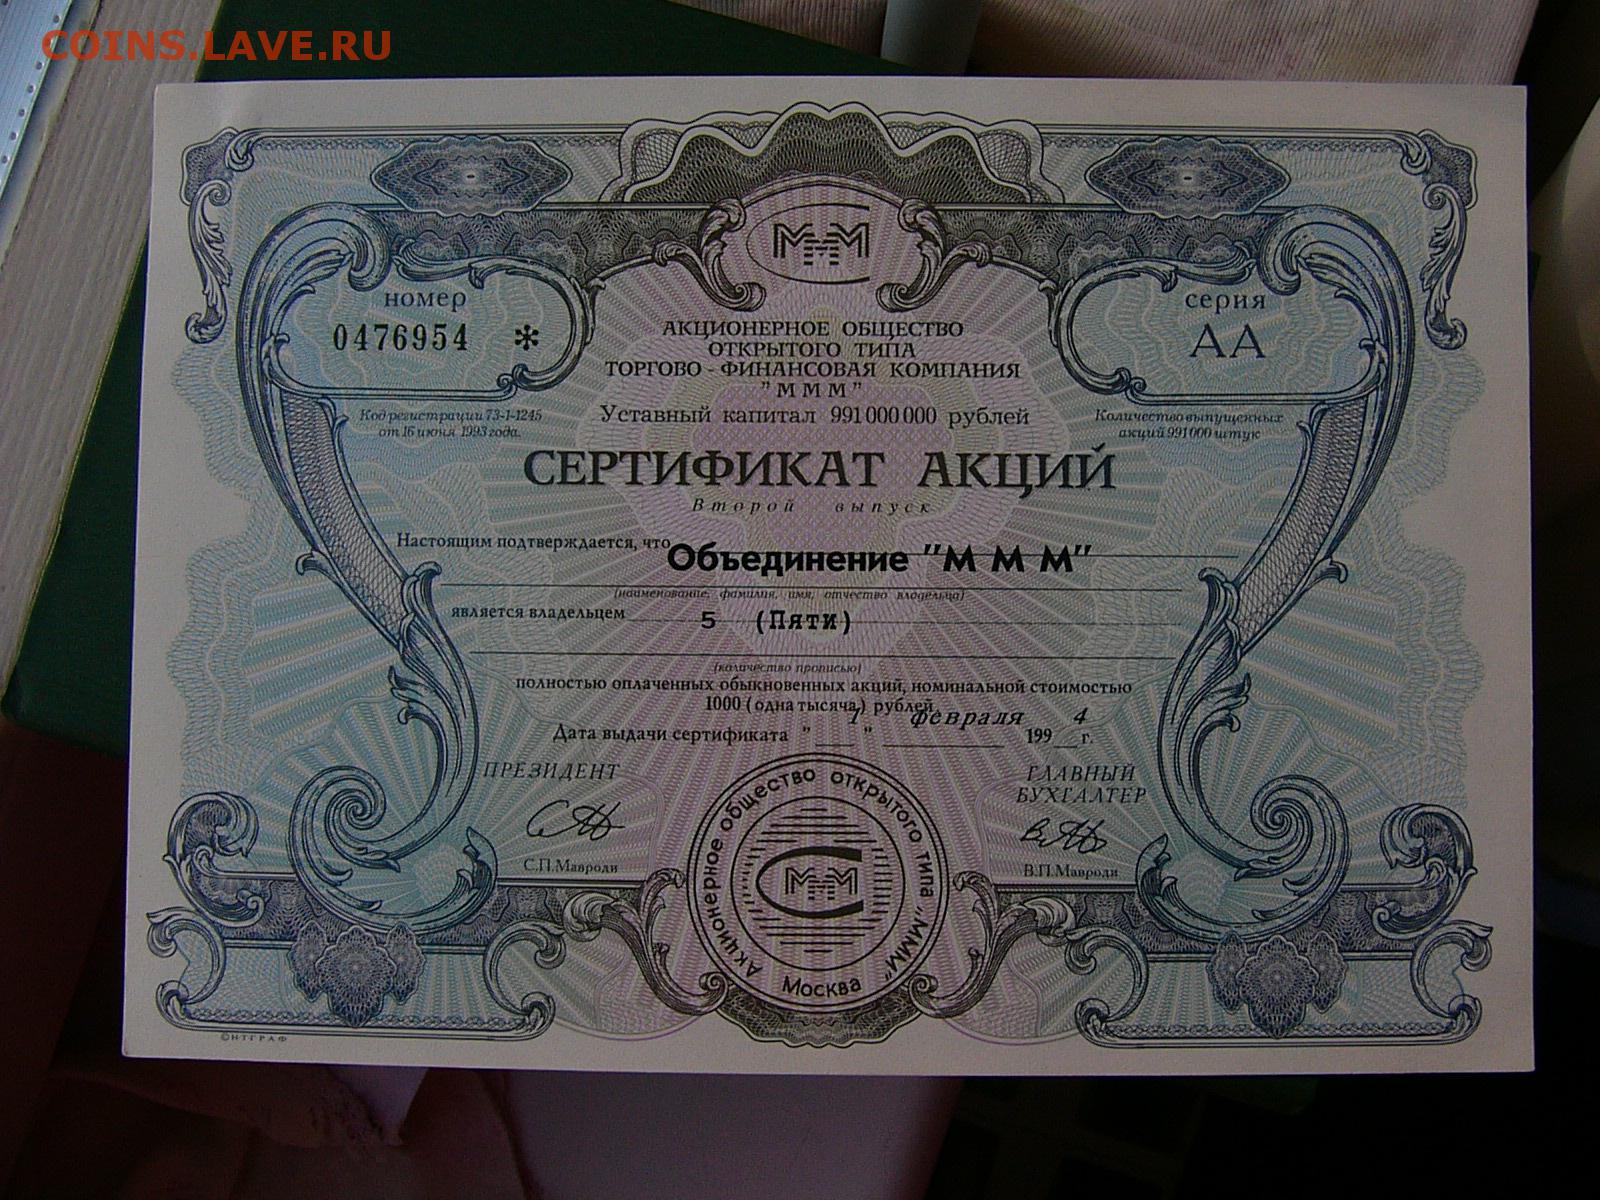 COINS.LAVE.RU
МММ
номер
0476954 *
серия
АА
АКЦИОНЕРНОЕ ОБЩЕСТВО
ОТКРЫТОГО ТИПА
ТОРГОВО - ФИНАНСОВАЯ КОМПАНИЯ
"МММ"
Уставный капитал 991 000 000 рублей
Код регистрации 73-1-1245
от 16 июня 1993 года.
Количество выпущенных
акций 991 000 штук
СЕРТИФИКАТ АКЦИЙ
Второй выпуск
Настоящим подтверждается, что Объединение "М М М"
(наименование, фамилия, имя, отчество владельца)
является владельцем 5 (Пяти)
(количество прописью)
полностью оплаченных обыкновенных акций, номинальной стоимостью
1000 (одна тысяча) рублей
Дата выдачи сертификата " 1 " февраля 1994 г.
ПРЕЗИДЕНТ
ГЛАВНЫЙ
БУХГАЛТЕР
С.П.Мавроди
В.П.Мавроди
Акционерное общество открытого типа „МММ"
МММ
Москва
©НТГРАФ